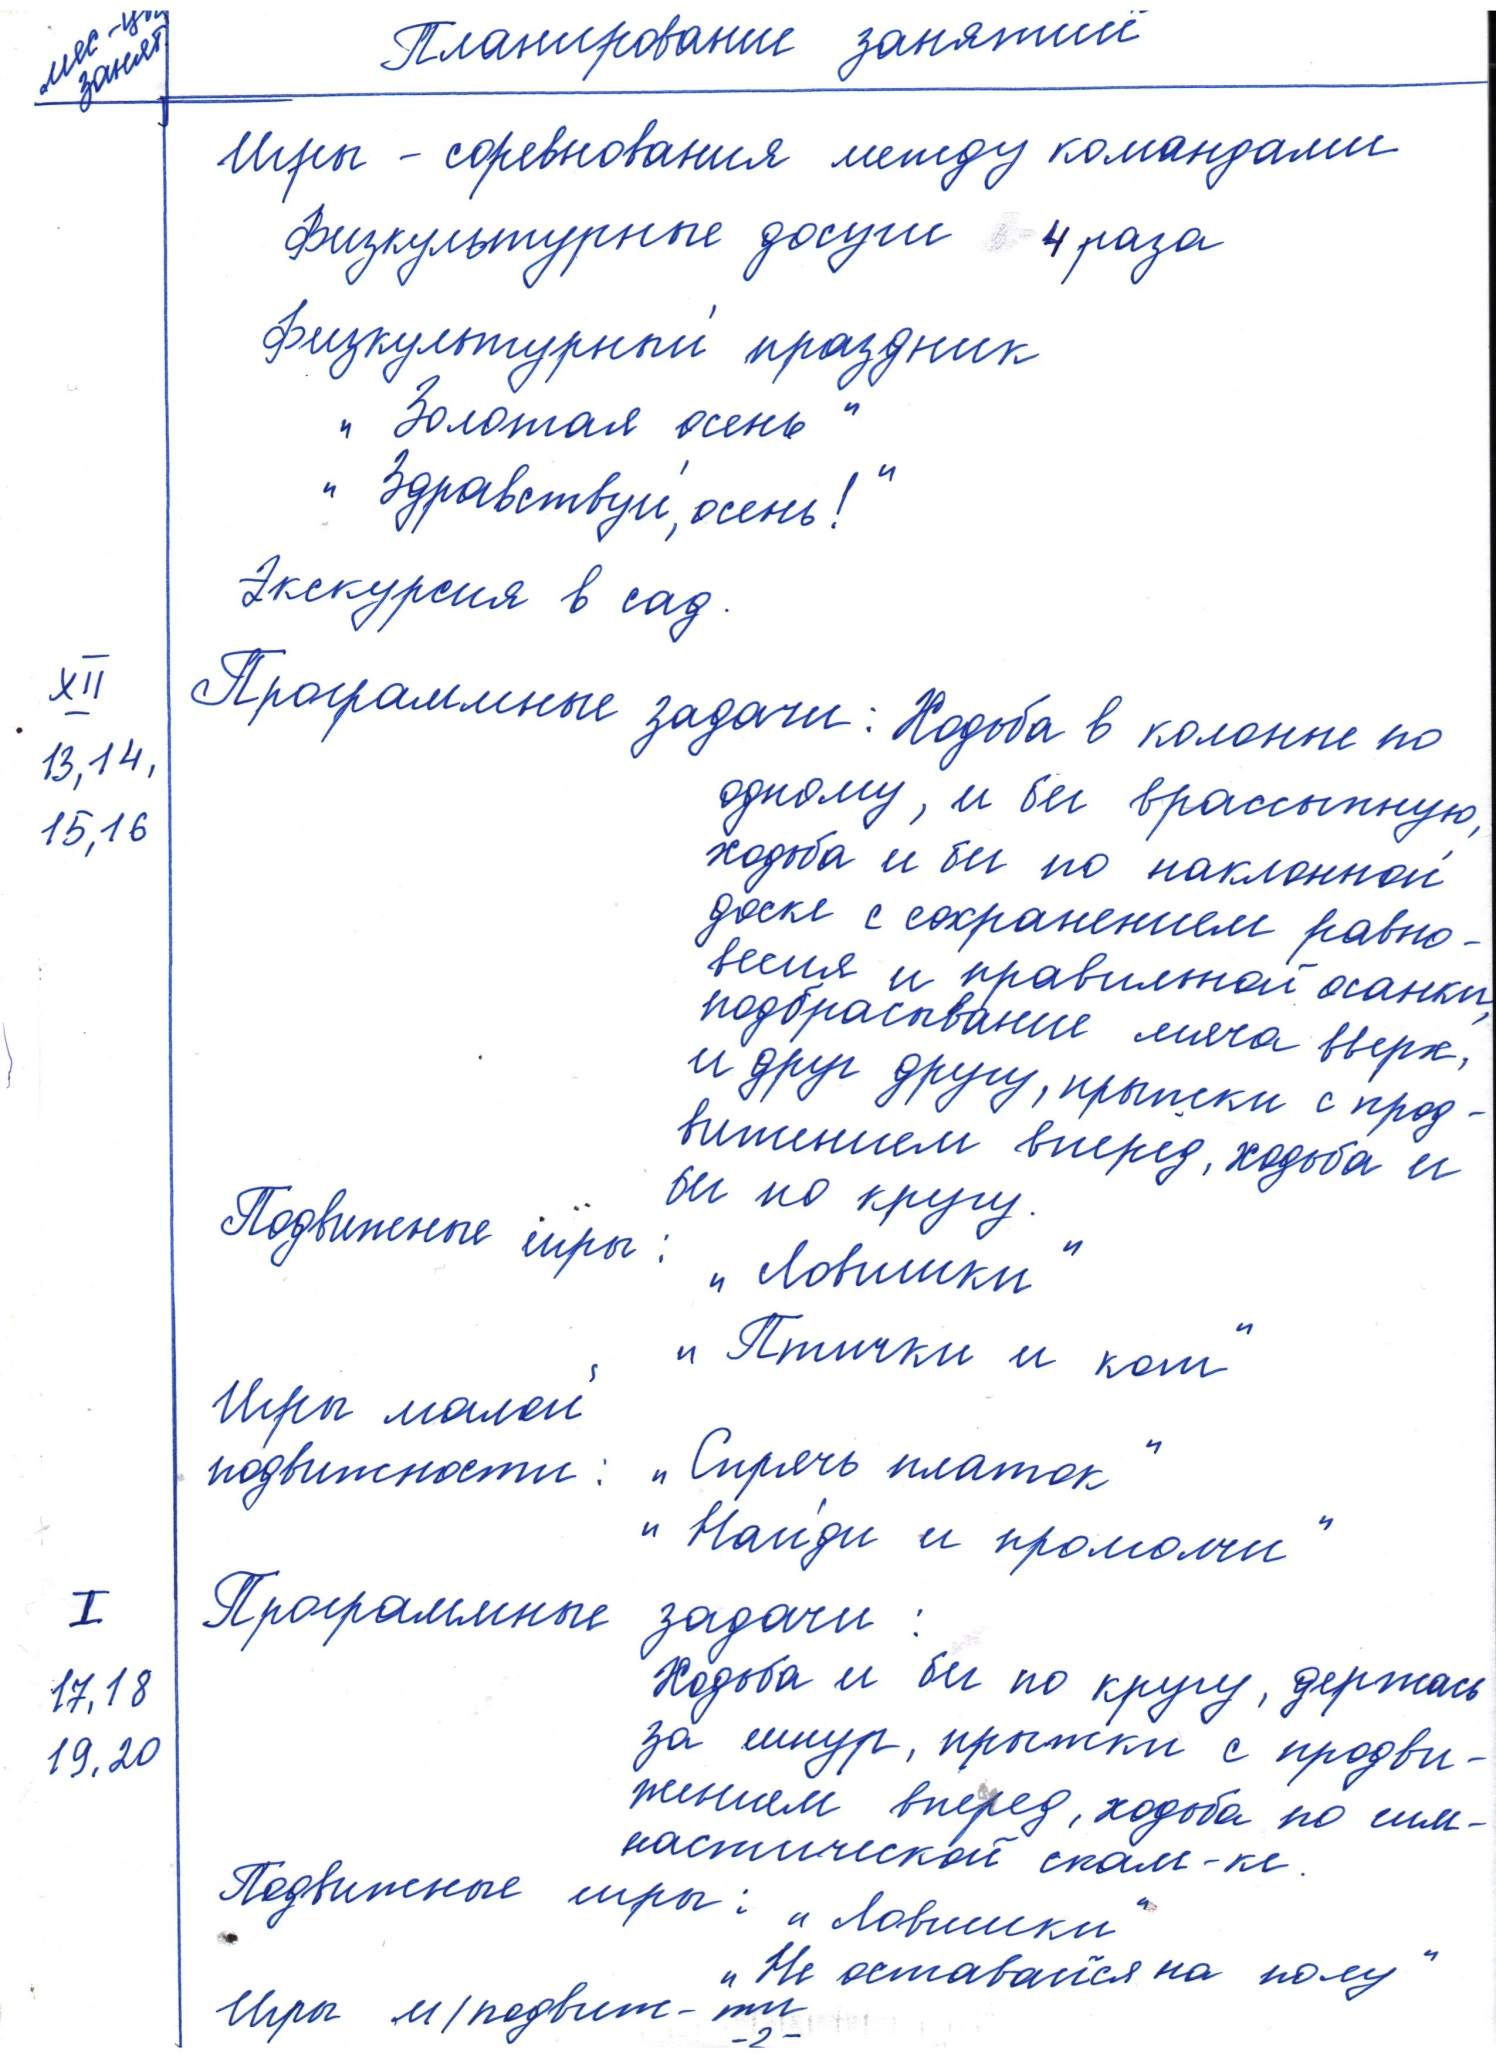 мес-цы Планирование занятий
занят
Игры - соревнования между командами
Физкультурные досуги 4 раза
Физкультурный праздник
„ Золотая осень "
„ Здравствуй, осень! "
Экскурсия в сад.
XII Программные задачи: Ходьба в колонне по
13,14, одному, и бег врассыпную,
15,16 ходьба и бег по наклонной
доске с сохранением равно-
весия и правильной осанки,
подбрасывание мяча вверх,
и друг другу, прыжки с прод-
вижением вперёд, ходьба и
бег по кругу.
Подвижные игры: „ Ловишки "
„ Птички и кот "
Игры малой
подвижности: „ Спрячь платок "
„ Найди и промолчи "
I Программные задачи:
17,18 Ходьба и бег по кругу, держась
19,20 за шнур, прыжки с продви-
жением вперед, ходьба по гим-
настической скам-ке.
Подвижные игры: „ Ловишки "
„ Не оставайся на полу "
Игры м/подвиж-ти
-2-